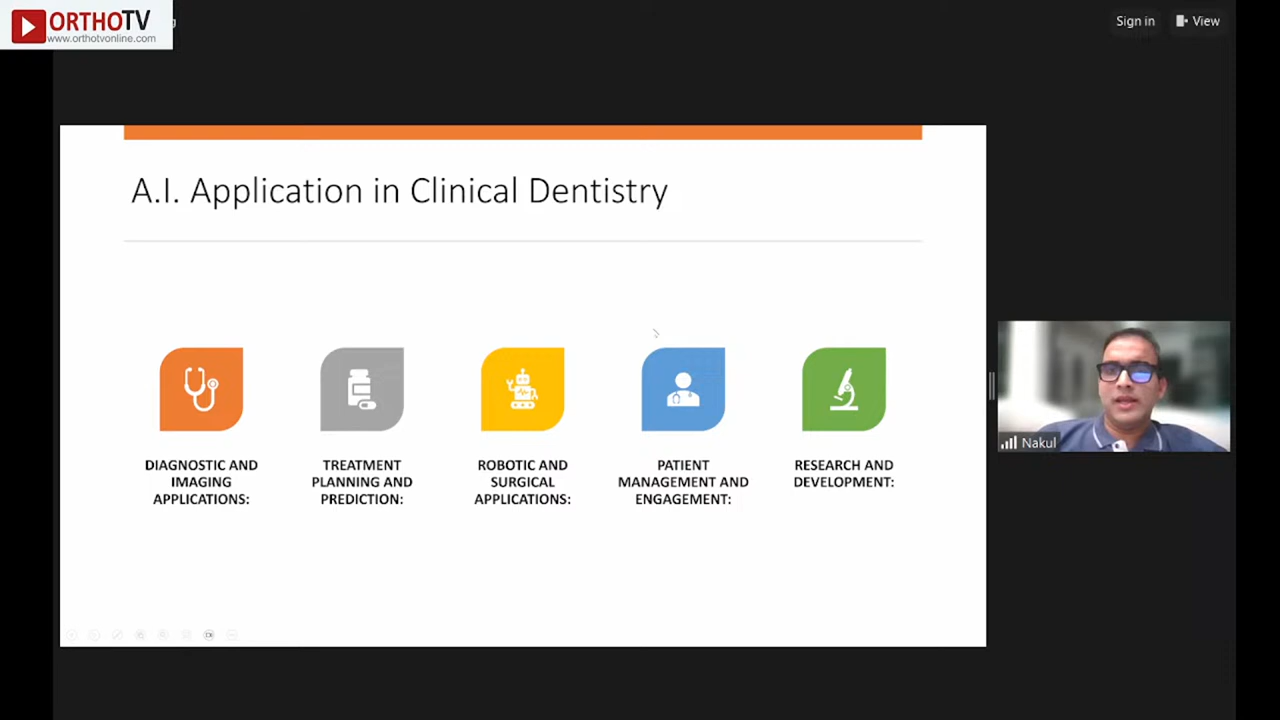 ORTHOTV
www.orthotvonline.com
Sign in
View
A.I. Application in Clinical Dentistry
DIAGNOSTIC AND
IMAGING
APPLICATIONS:
TREATMENT
PLANNING AND
PREDICTION:
ROBOTIC AND
SURGICAL
APPLICATIONS:
PATIENT
MANAGEMENT AND
ENGAGEMENT:
RESEARCH AND
DEVELOPMENT:
Nakul